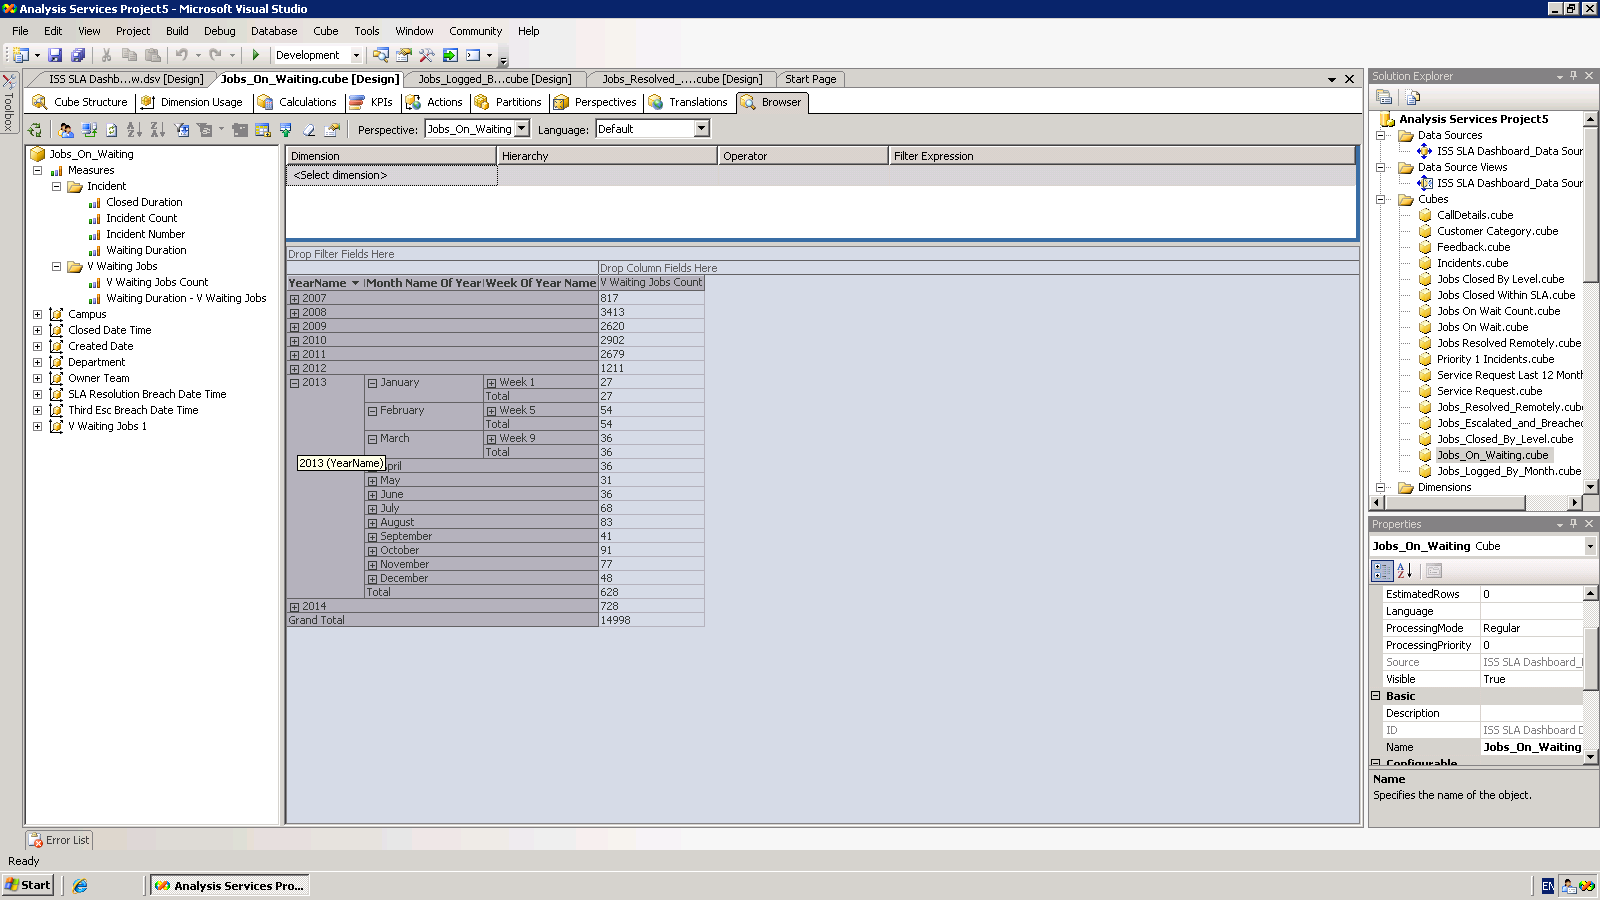 Analysis Services Project5 - Microsoft Visual Studio
File Edit View Project Build Debug Database Cube Tools Window Community Help
Development
ISS SLA Dashb...w.dsv [Design] Jobs_On_Waiting.cube [Design] Jobs_Logged_B...cube [Design] Jobs_Resolved_....cube [Design] Start Page
Toolbox
Cube Structure Dimension Usage Calculations KPIs Actions Partitions Perspectives Translations Browser
Perspective: Jobs_On_Waiting Language: Default
Jobs_On_Waiting
Measures
Incident
Closed Duration
Incident Count
Incident Number
Waiting Duration
V Waiting Jobs
V Waiting Jobs Count
Waiting Duration - V Waiting Jobs
Campus
Closed Date Time
Created Date
Department
Owner Team
SLA Resolution Breach Date Time
Third Esc Breach Date Time
V Waiting Jobs 1
Dimension Hierarchy Operator Filter Expression
<Select dimension>
Drop Filter Fields Here
Drop Column Fields Here
YearName Month Name Of Year Week Of Year Name V Waiting Jobs Count
2007 817
2008 3413
2009 2620
2010 2902
2011 2679
2012 1211
2013 January Week 1 27
Total 27
February Week 5 54
Total 54
March Week 9 36
Total 36
2013 (YearName)
pril 36
May 31
June 36
July 68
August 83
September 41
October 91
November 77
December 48
Total 628
2014 728
Grand Total 14998
Solution Explorer
Analysis Services Project5
Data Sources
ISS SLA Dashboard_Data Sour
Data Source Views
ISS SLA Dashboard_Data Sour
Cubes
CallDetails.cube
Customer Category.cube
Feedback.cube
Incidents.cube
Jobs Closed By Level.cube
Jobs Closed Within SLA.cube
Jobs On Wait Count.cube
Jobs On Wait.cube
Jobs Resolved Remotely.cube
Priority 1 Incidents.cube
Service Request Last 12 Month
Service Request.cube
Jobs_Resolved_Remotely.cub
Jobs_Escalated_and_Breached
Jobs_Closed_By_Level.cube
Jobs_On_Waiting.cube
Jobs_Logged_By_Month.cube
Dimensions
Properties
Jobs_On_Waiting Cube
EstimatedRows 0
Language
ProcessingMode Regular
ProcessingPriority 0
Source ISS SLA Dashboard_
Visible True
Basic
Description
ID ISS SLA Dashboard D
Name Jobs_On_Waiting
Configurable
Name
Specifies the name of the object.
Error List
Ready
Start Analysis Services Pro... EN